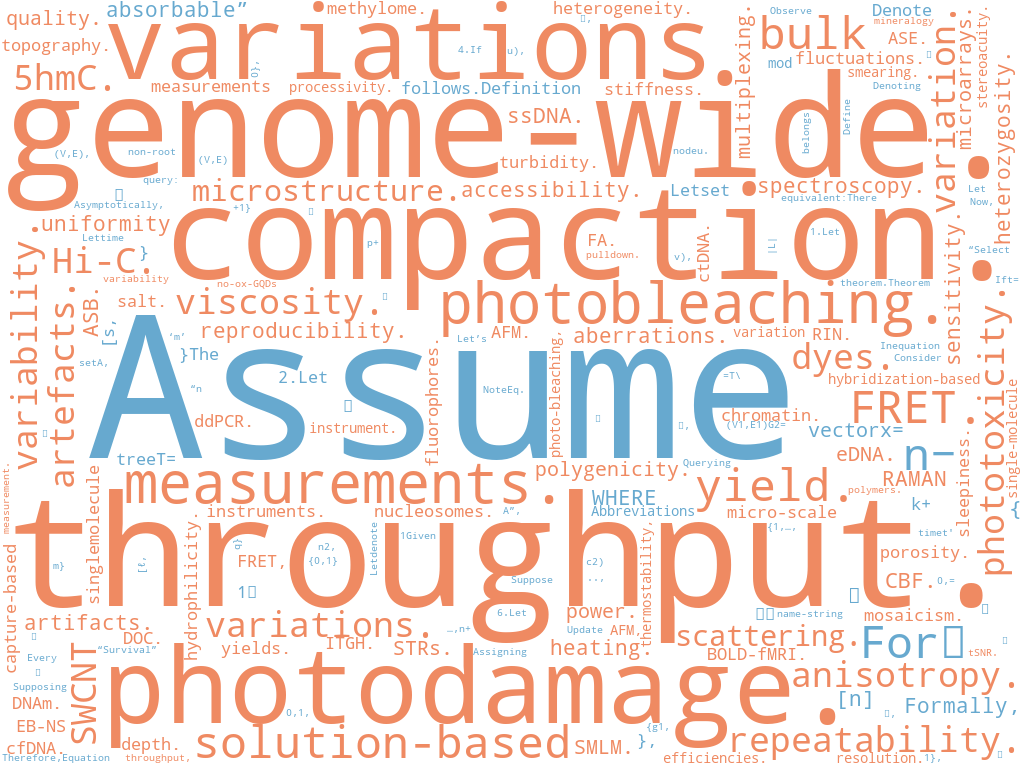 quality.
absorbable”
methylome.
heterogeneity.
Observe
Denote
mineralogy
topography.
variations.
4.If
u),
bulk
ASE.
5hmC.
measurements
processivity.
follows.Definition
stiffness.
mod
fluctuations.
smearing.
Denoting
multiplexing.
variation.
microarrays.
stereoacuity.
heterozygosity.
genome-wide
ssDNA.
belongs
Define
(V,E),
non-root
(V,E)
turbidity.
nodeu.
query:
microstructure.
accessibility.
Letset
spectroscopy.
equivalent:There
Let
Now,
Asymptotically,
+1}
uniformity
Lettime
compaction.
p+
FA.
pulldown.
v),
ctDNA.
|L|
1.Let
“Select
Hi-C.
}
variability
no-ox-GQDs
theorem.Theorem
Ift=
sensitivity.
variability.
artefacts.
ASB.
salt.
[s,
viscosity.
photobleaching.
reproducibility.
‘m’
Let’s
AFM.
aberrations.
variation
RIN.
Inequation
Consider
setA,
}The
“n
2.Let
NoteEq.
=T\
dyes.
hybridization-based
Assume
fluorophores.
photo-bleaching,
ddPCR.
instrument.
chromatin.
(V1,E1)G2=
vectorx=
FRET.
phototoxicity.
single-molecule
treeT=
polygenicity.
Querying
eDNA.
n−
RAMAN
sleepiness.
measurement.
measurements.
WHERE
Abbreviations
yield.
polymers.
micro-scale
k+
{
singlemolecule
. instruments.
nucleosomes.
A”,
{1,…,
timet'
throughput.
capture-based
m}
[ℓ,
hydrophilicity
q}
FRET,
n2,
{0,1}
Letdenote
1Given
Suppose
c2)
..,
thermostability,
porosity.
CBF.
0,=
artifacts.
DOC.
variations.
…,n+
6.Let
power.
name-string
mosaicism.
Every
“Survival”
yields.
ITGH.
STRs.
Assigning
Update
AFM,
heating.
scattering.
BOLD-fMRI.
For
tSNR.
Supposing
SWCNT
photodamage.
anisotropy.
DNAm.
0,1,
[n]
Formally,
EB-NS
cfDNA.
depth.
solution-based
SMLM.
{g1,
},
repeatability.
Therefore,Equation
throughput,
efficiencies.
resolution.
1},